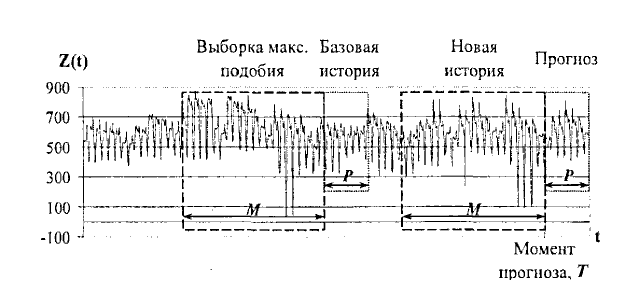 Выборка макс. Базовая Новая Прогноз
Z(t) подобия история история
900
700
500
300
P P
100
M M
-100 t
Момент
прогноза, T